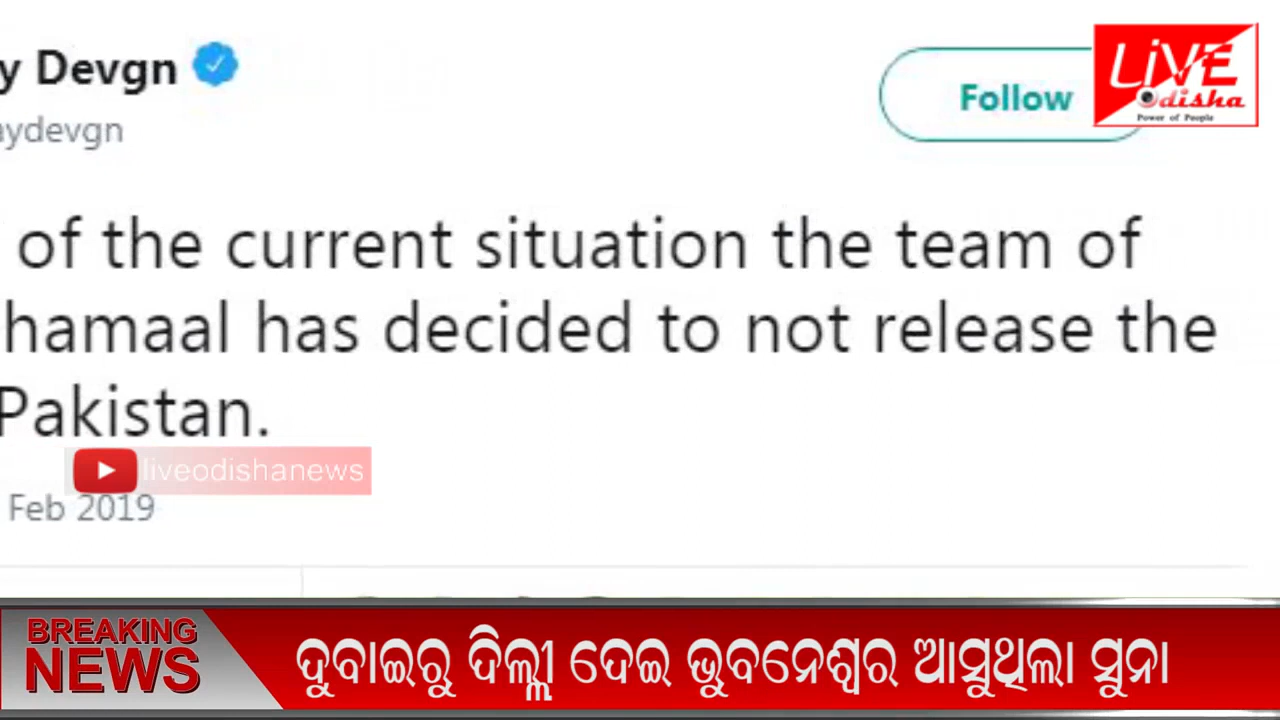 y Devgn
Follow
LiVE
Odisha
Power of People
aydevgn
of the current situation the team of
hamaal has decided to not release the
Pakistan.
liveodishanews
Feb 2019
BREAKING
NEWS
ଦୁବାଇରୁ ଦିଲ୍ଲୀ ଦେଇ ଭୁବନେଶ୍ୱର ଆସୁଥିଲା ସୁନା